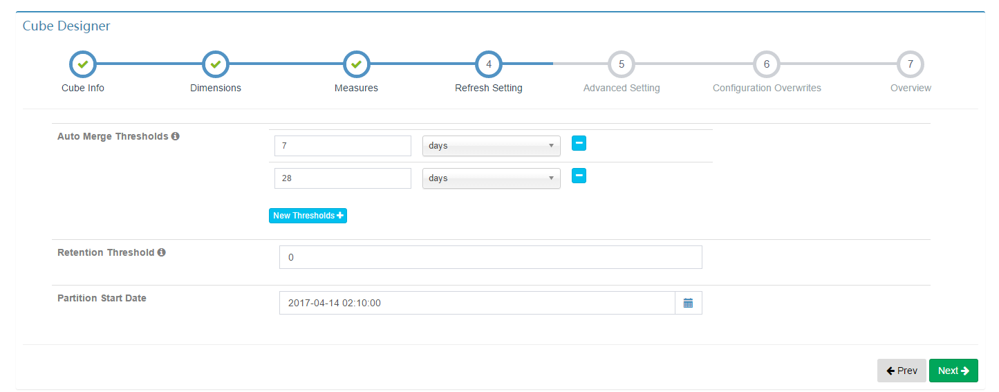 Cube Designer
4 5 6 7
Cube Info Dimensions Measures Refresh Setting Advanced Setting Configuration Overwrites Overview
Auto Merge Thresholds
7 days
28 days
New Thresholds
Retention Threshold
0
Partition Start Date
2017-04-14 02:10:00
Prev Next